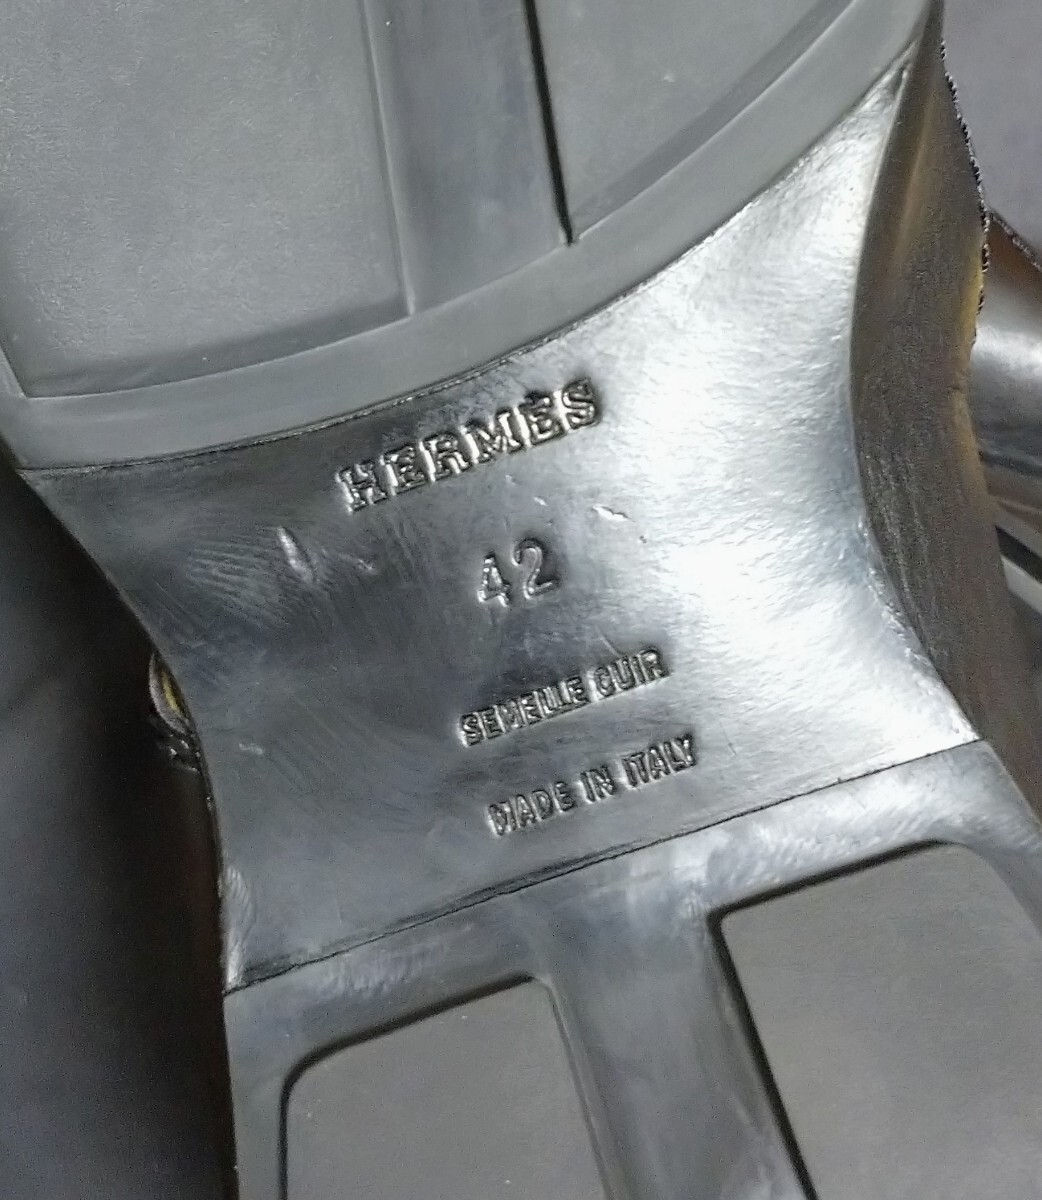 HERMÈS
42
SEMELLE CUIR
MADE IN ITALY